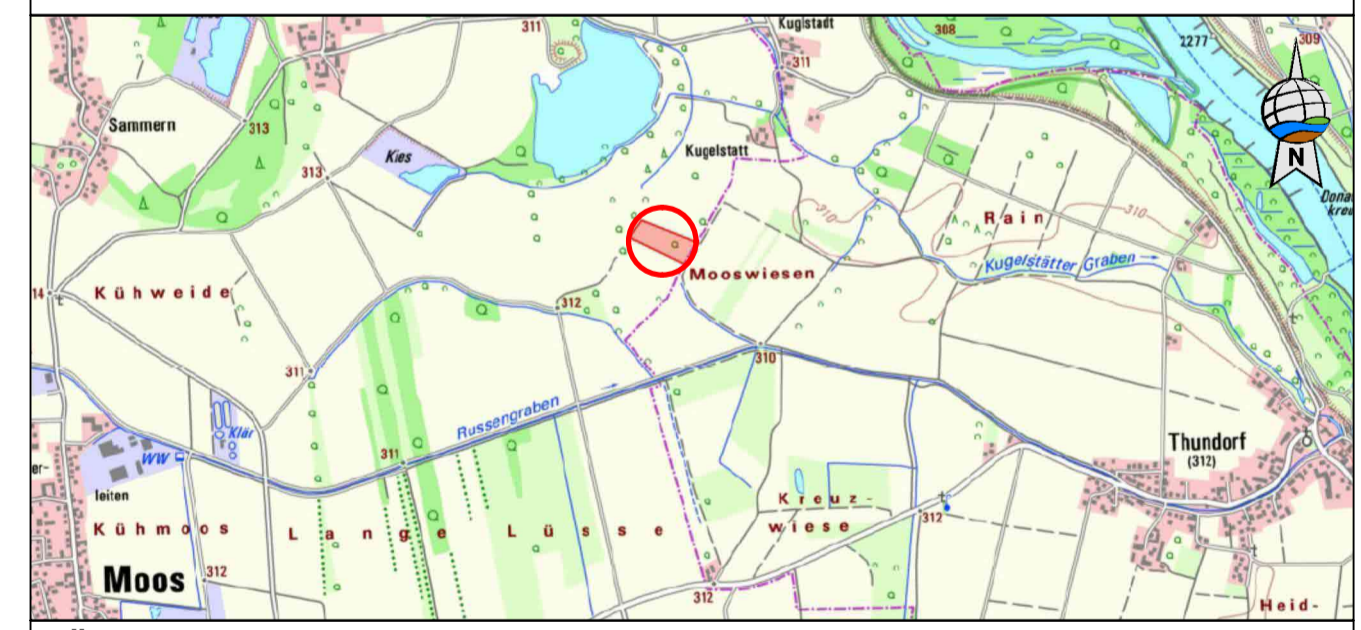 Kuglstadt
311
308
2277
309
311
Sammern
313
Kies
Kugelstatt
N
313
310
Rain
310
Kugelstätter Graben
Mooswiesen
14
Kühweide
312
311
310
Russengraben
Klär
WW
311
Thundorf
(312)
er-
leiten
Kühmoos
Lange Lüsse
Kreuz-
wiese
312
Moos
312
312
Heid-